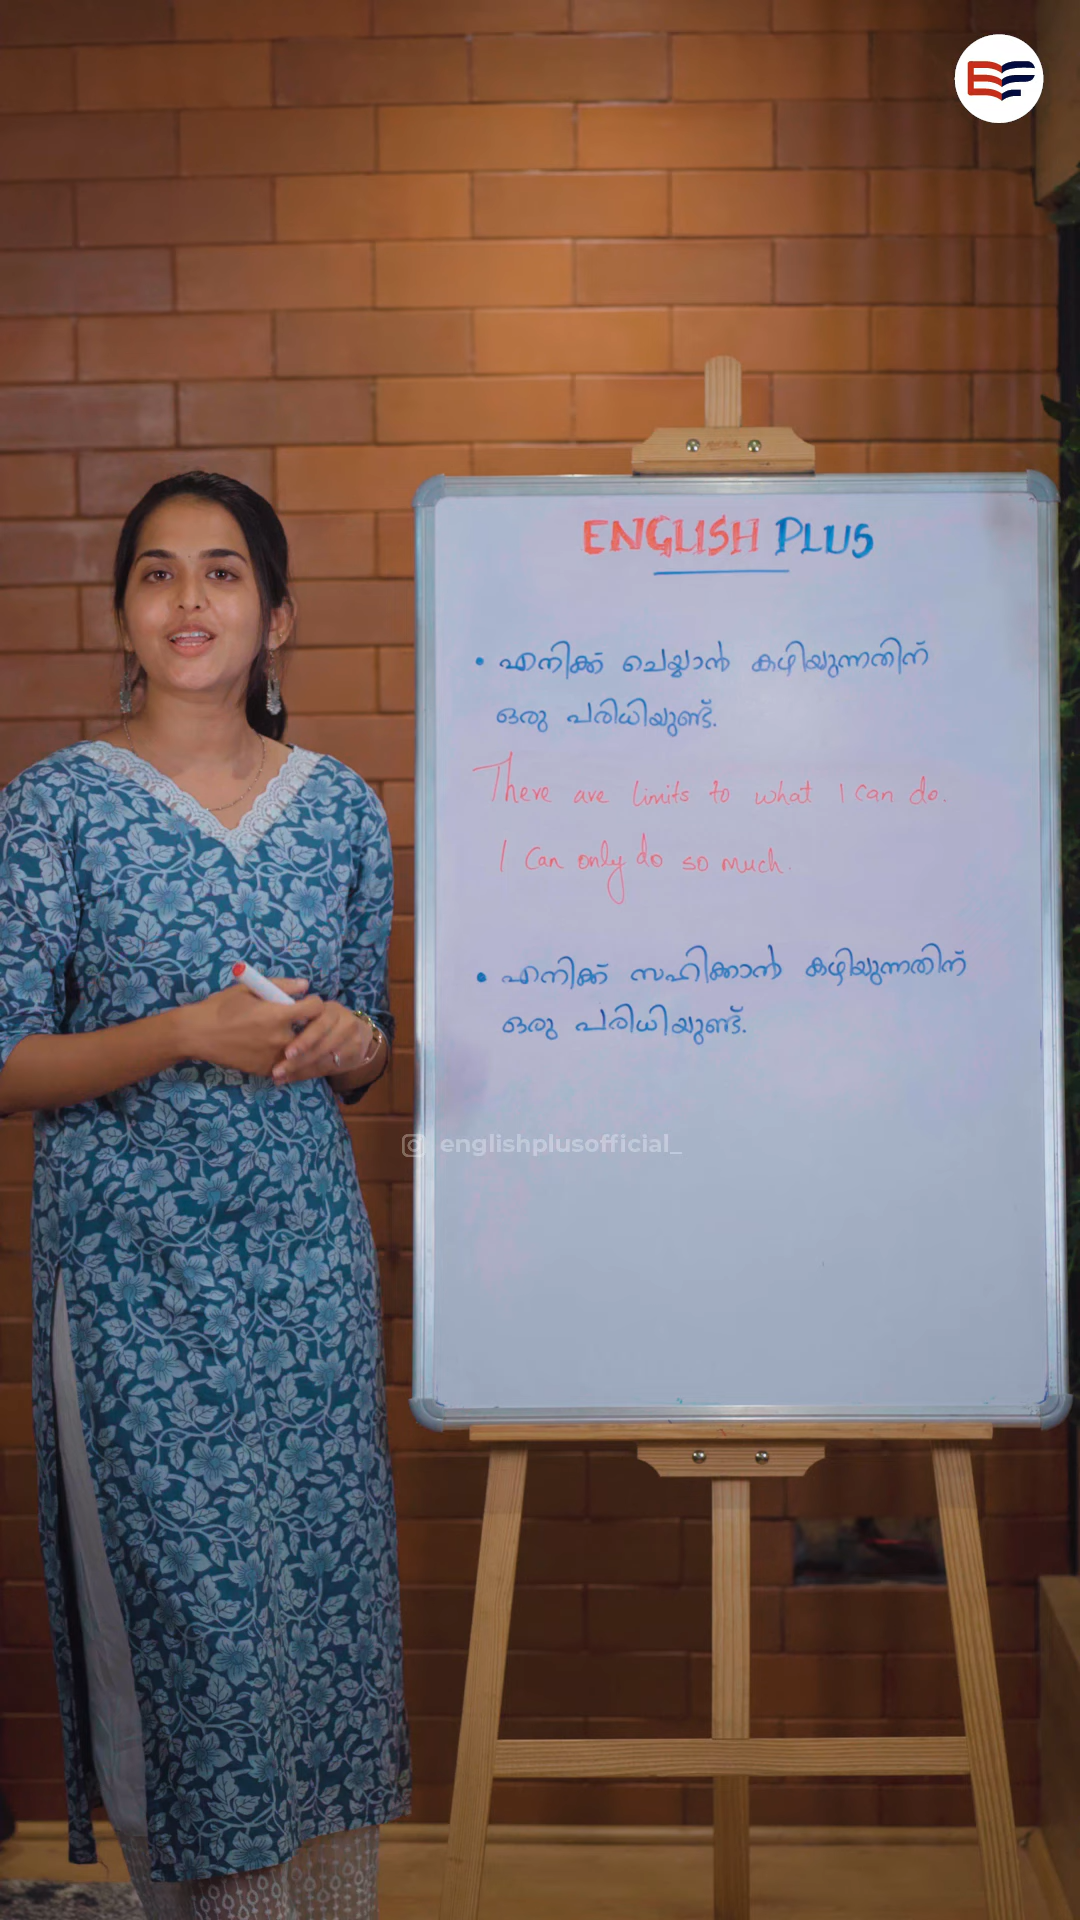 ENGLISH PLUS
• എനിക്ക് ചെയ്യാൻ കഴിയുന്നതിന്
ഒരു പരിധിയുണ്ട്.
There are limits to what I can do.
I can only do so much.
• എനിക്ക് സഹിക്കാൻ കഴിയുന്നതിന്
ഒരു പരിധിയുണ്ട്.
englishplusofficial_